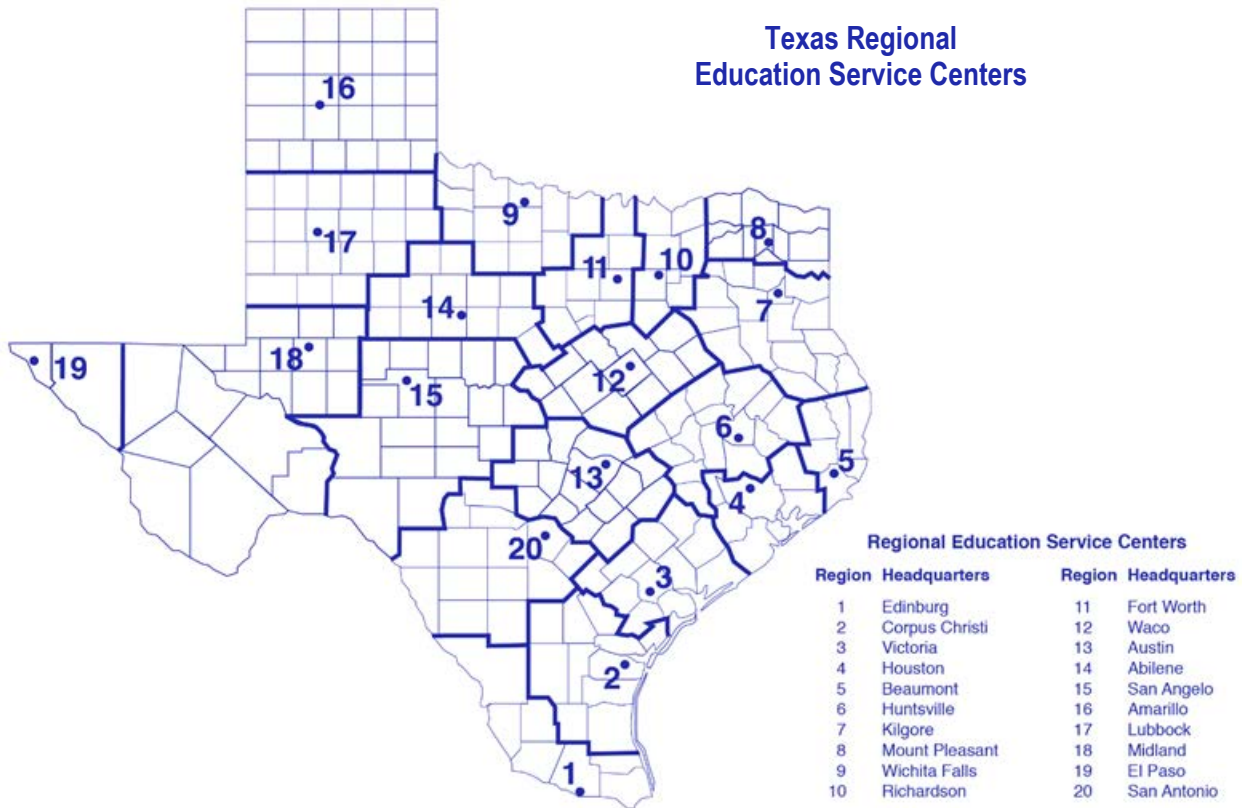 Texas Regional
Education Service Centers
16
9
8
17
10
11
7
14
18
19
12
15
6
5
13
4
20
3
2
1
Regional Education Service Centers
Region Headquarters Region Headquarters
1 Edinburg 11 Fort Worth
2 Corpus Christi 12 Waco
3 Victoria 13 Austin
4 Houston 14 Abilene
5 Beaumont 15 San Angelo
6 Huntsville 16 Amarillo
7 Kilgore 17 Lubbock
8 Mount Pleasant 18 Midland
9 Wichita Falls 19 El Paso
10 Richardson 20 San Antonio